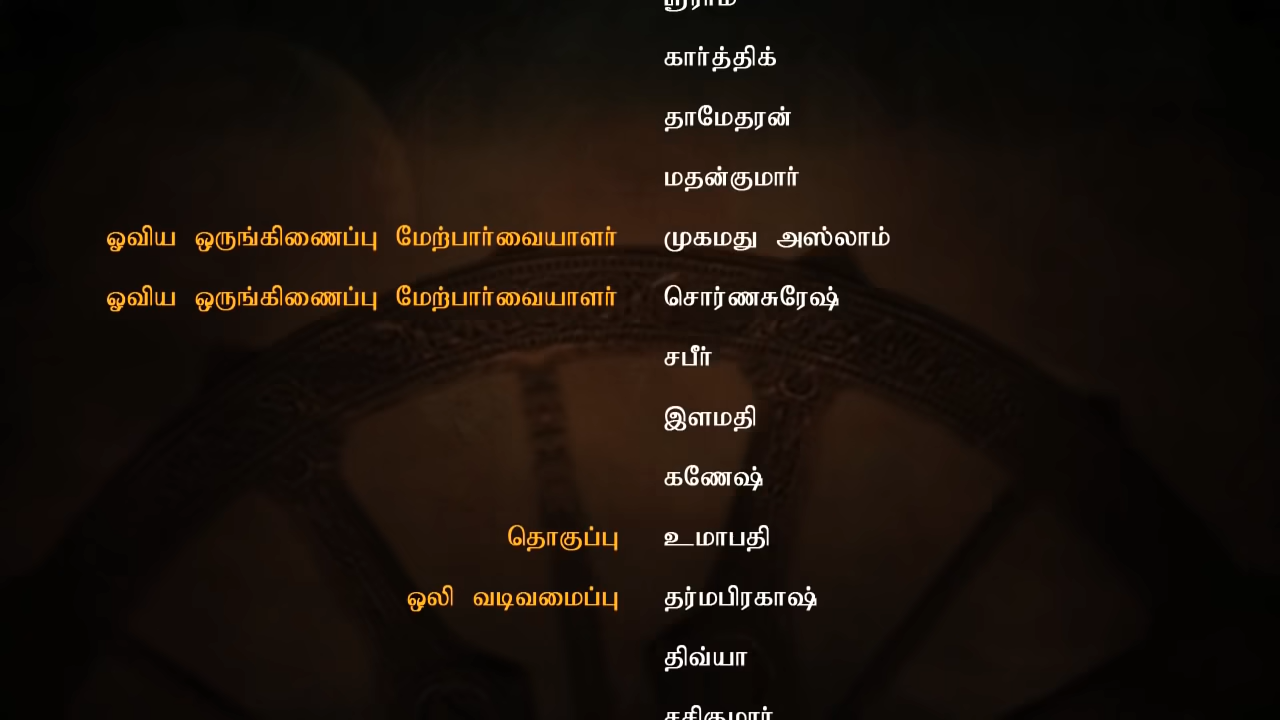 கார்த்திக்
தாமேதரன்
மதன்குமார்
ஓவிய ஒருங்கிணைப்பு மேற்பார்வையாளர் முகமது அஸ்லாம்
ஓவிய ஒருங்கிணைப்பு மேற்பார்வையாளர் சொர்ணசுரேஷ்
சபீர்
இளமதி
கணேஷ்
தொகுப்பு உமாபதி
ஒலி வடிவமைப்பு தர்மபிரகாஷ்
திவ்யா